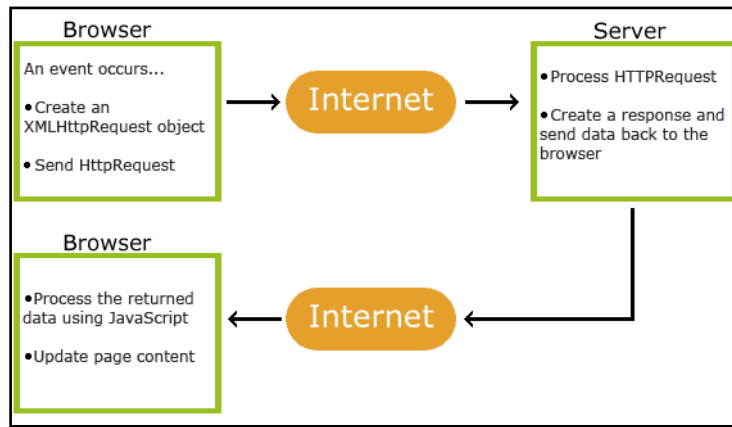 Browser
An event occurs...
•Create an
XMLHttpRequest object
• Send HttpRequest
Internet
Server
•Process HTTPRequest
•Create a response and
send data back to the
browser
Browser
•Process the returned
data using JavaScript
•Update page content
Internet